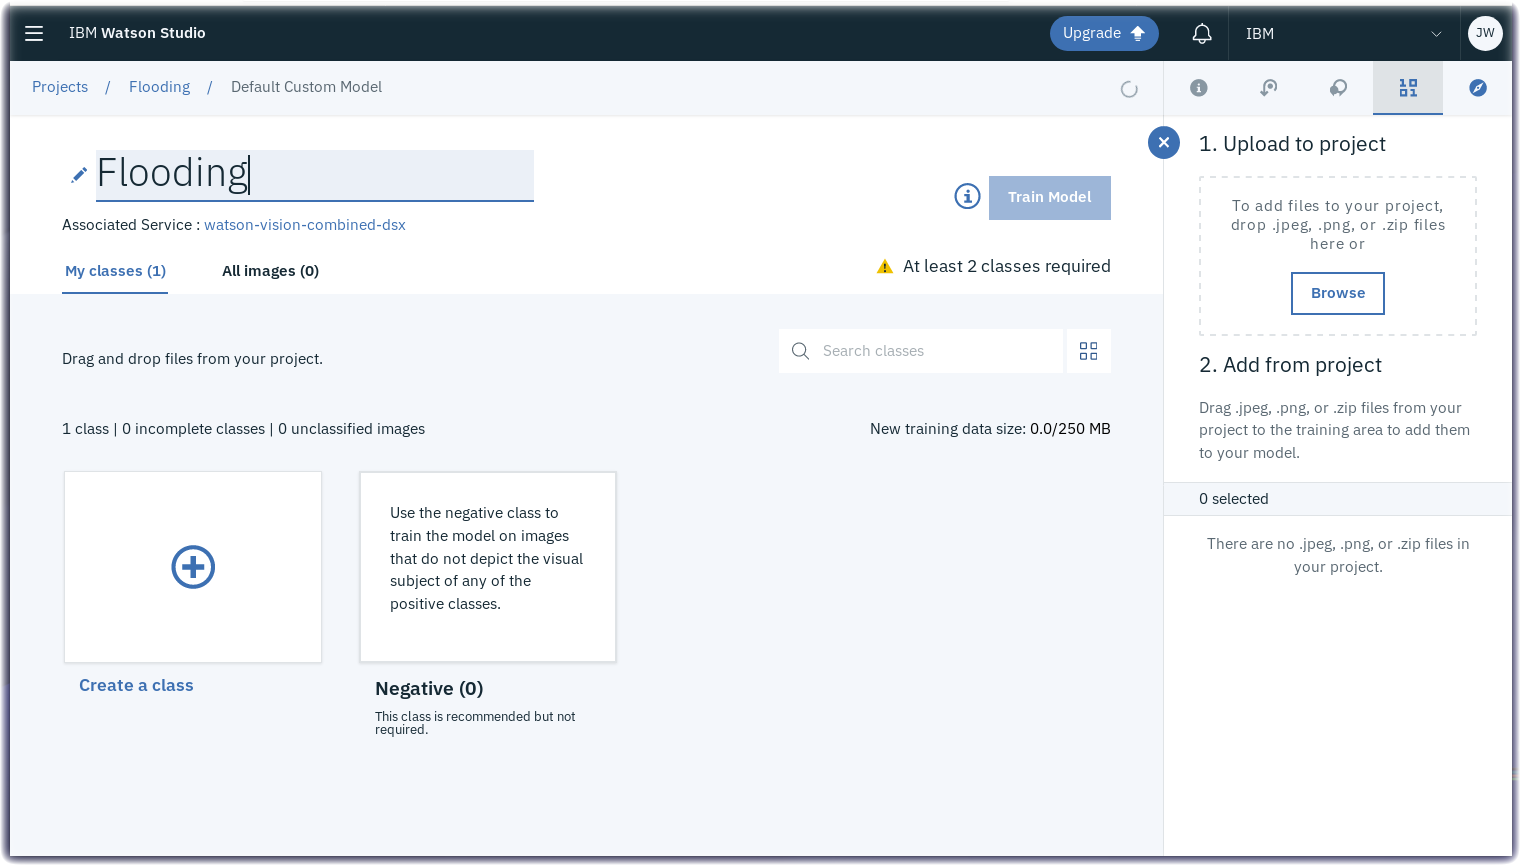 IBM Watson Studio
Upgrade
IBM
JW
Projects / Flooding / Default Custom Model
Flooding
Train Model
Associated Service : watson-vision-combined-dsx
My classes (1)
All images (0)
At least 2 classes required
Drag and drop files from your project.
Search classes
1 class | 0 incomplete classes | 0 unclassified images
New training data size: 0.0/250 MB
Create a class
Use the negative class to
train the model on images
that do not depict the visual
subject of any of the
positive classes.
Negative (0)
This class is recommended but not
required.
1. Upload to project
To add files to your project,
drop .jpeg, .png, or .zip files
here or
Browse
2. Add from project
Drag .jpeg, .png, or .zip files from your
project to the training area to add them
to your model.
0 selected
There are no .jpeg, .png, or .zip files in
your project.